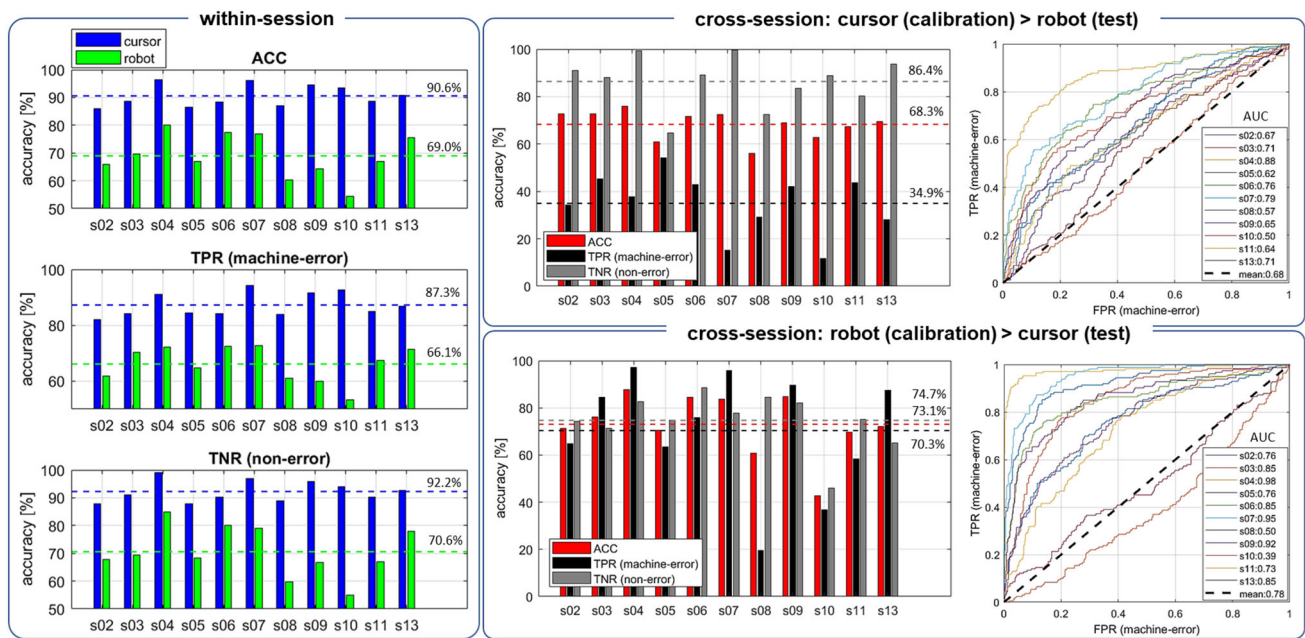 within-session
cursor
robot
ACC
accuracy [%]
100
90
80
70
60
50
90.6%
69.0%
s02 s03 s04 s05 s06 s07 s08 s09 s10 s11 s13
TPR (machine-error)
accuracy [%]
100
80
60
87.3%
66.1%
s02 s03 s04 s05 s06 s07 s08 s09 s10 s11 s13
TNR (non-error)
accuracy [%]
100
90
80
70
60
50
92.2%
70.6%
s02 s03 s04 s05 s06 s07 s08 s09 s10 s11 s13
cross-session: cursor (calibration) > robot (test)
accuracy [%]
100
80
60
40
20
0
86.4%
68.3%
34.9%
ACC
TPR (machine-error)
TNR (non-error)
s02 s03 s04 s05 s06 s07 s08 s09 s10 s11 s13
TPR (machine-error)
1
0.8
0.6
0.4
0.2
0
AUC
s02:0.67
s03:0.71
s04:0.88
s05:0.62
s06:0.76
s07:0.79
s08:0.57
s09:0.65
s10:0.50
s11:0.64
s13:0.71
mean:0.68
0 0.2 0.4 0.6 0.8 1
FPR (machine-error)
cross-session: robot (calibration) > cursor (test)
accuracy [%]
100
80
60
40
20
0
74.7%
73.1%
70.3%
ACC
TPR (machine-error)
TNR (non-error)
s02 s03 s04 s05 s06 s07 s08 s09 s10 s11 s13
TPR (machine-error)
1
0.8
0.6
0.4
0.2
0
AUC
s02:0.76
s03:0.85
s04:0.98
s05:0.76
s06:0.85
s07:0.95
s08:0.50
s09:0.92
s10:0.39
s11:0.73
s13:0.85
mean:0.78
0 0.2 0.4 0.6 0.8 1
FPR (machine-error)